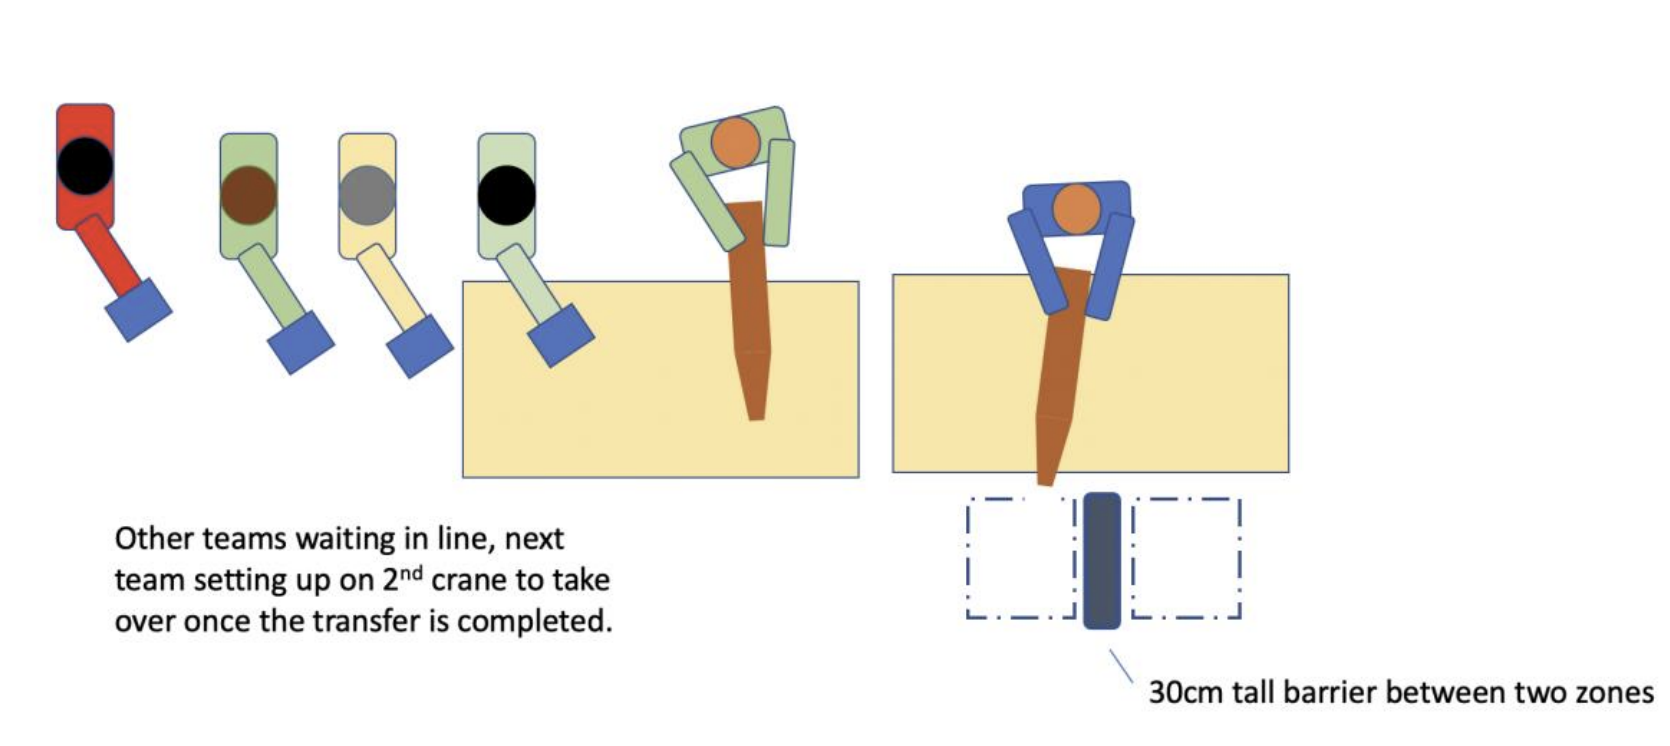 Other teams waiting in line, next
team setting up on 2nd crane to take
over once the transfer is completed.
30cm tall barrier between two zones